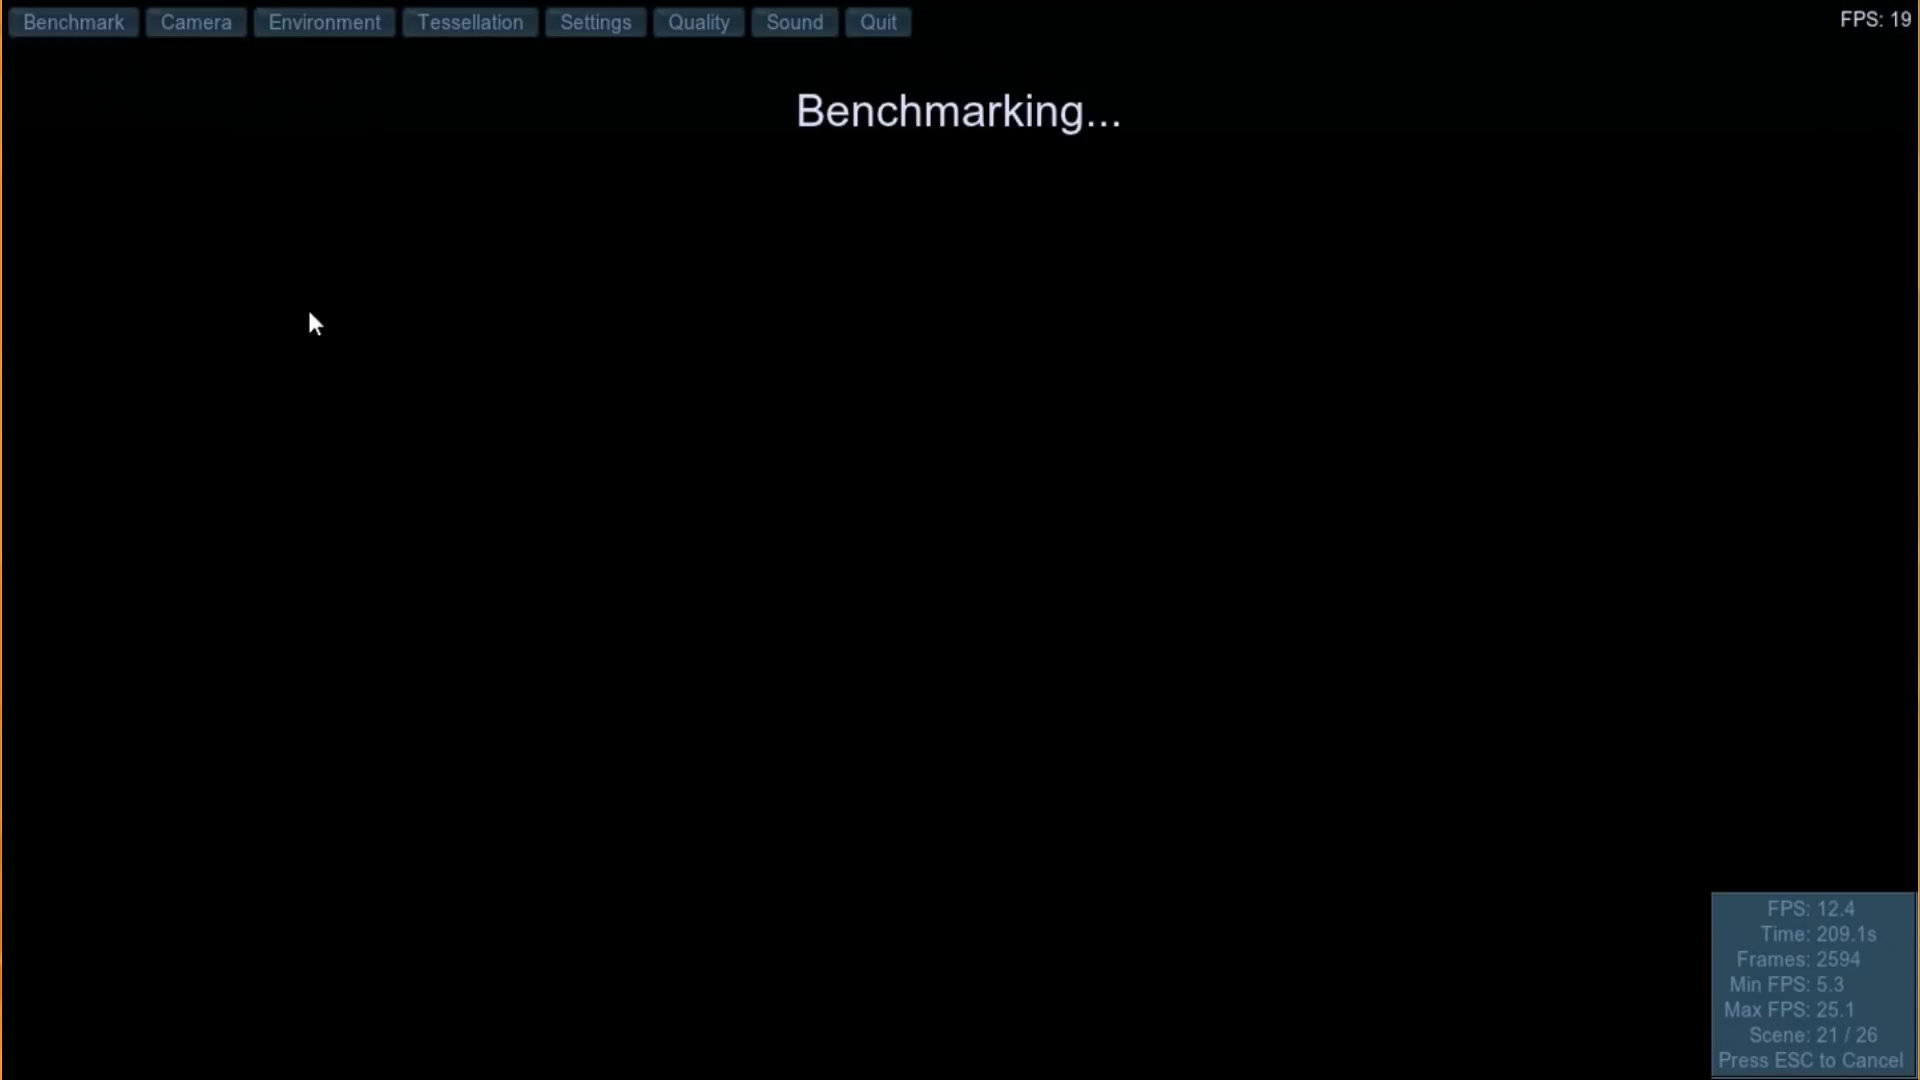 Benchmark Camera Environment Tessellation Settings Quality Sound Quit FPS: 19
Benchmarking...
FPS: 12.4
Time: 209.1s
Frames: 2594
Min FPS: 5.3
Max FPS: 25.1
Scene: 21 / 26
Press ESC to Cancel